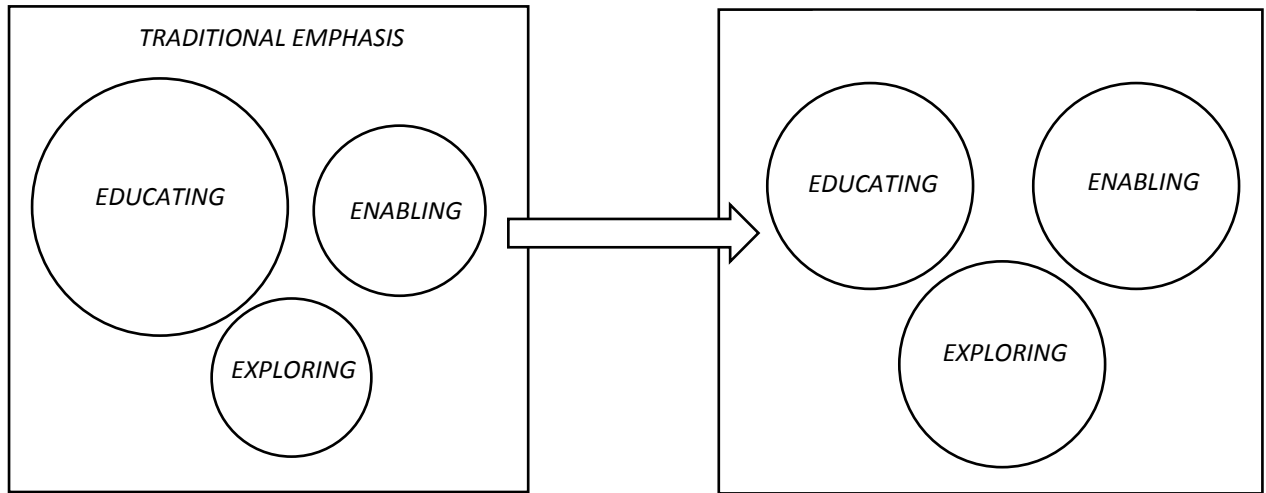 TRADITIONAL EMPHASIS
EDUCATING
ENABLING
EXPLORING
EDUCATING
ENABLING
EXPLORING